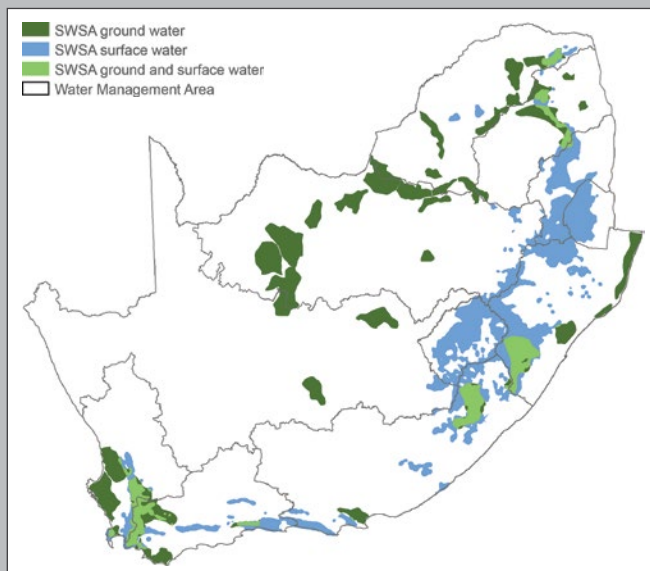 SWSA ground water
SWSA surface water
SWSA ground and surface water
Water Management Area